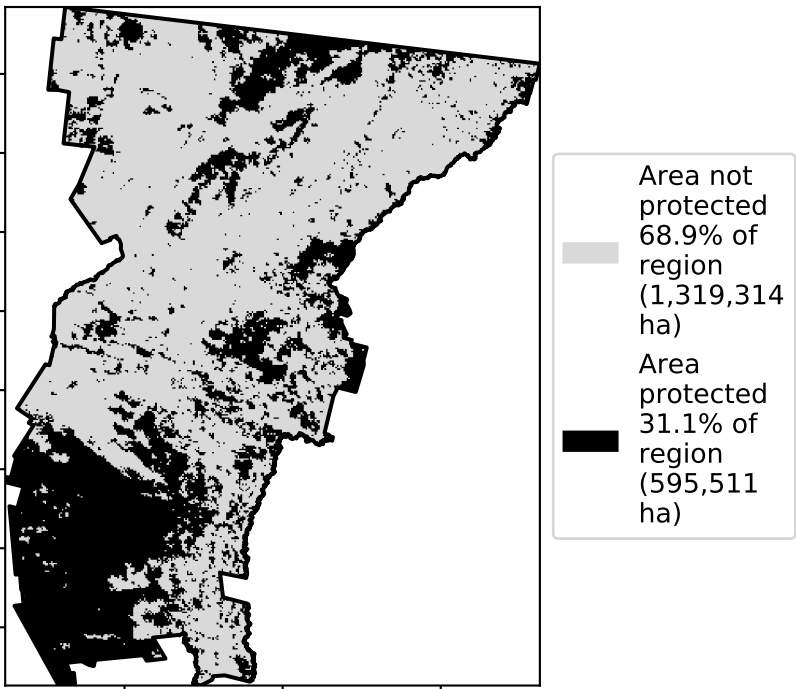 Area not
protected
68.9% of
region
(1,319,314
ha)
Area
protected
31.1% of
region
(595,511
ha)